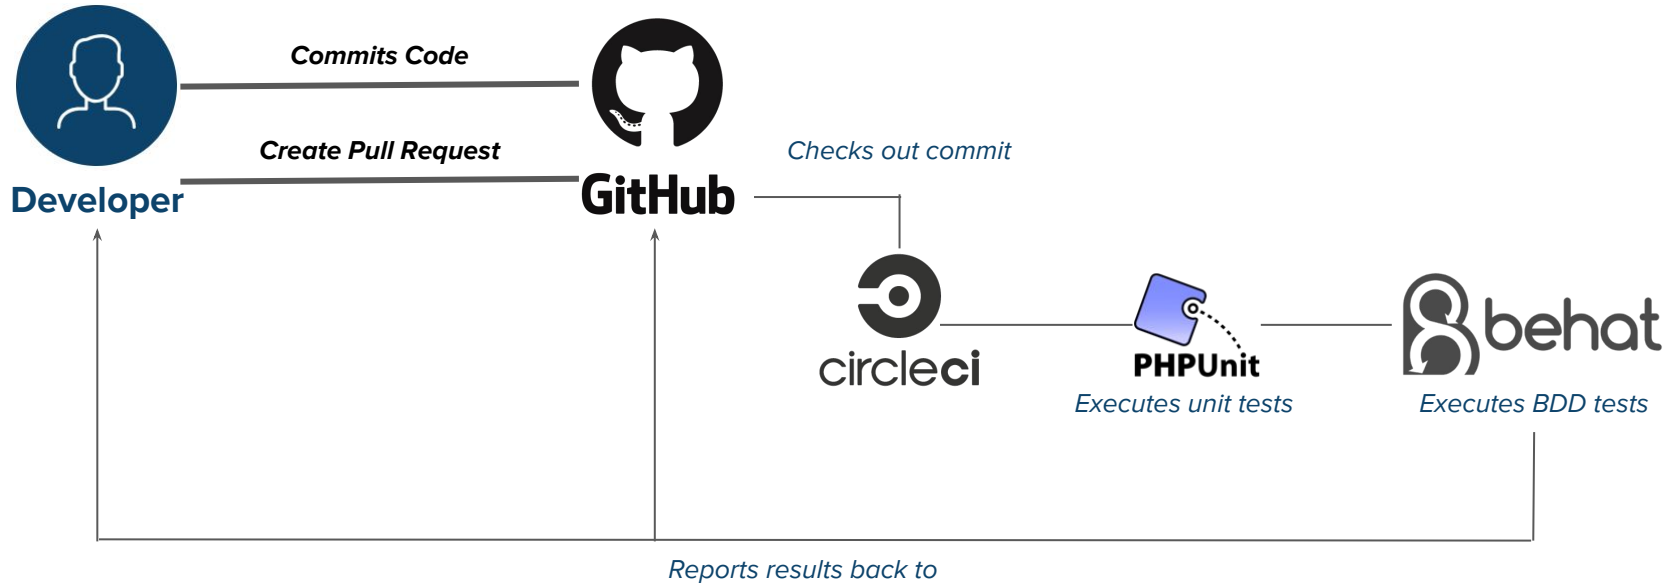 Commits Code
Create Pull Request
Developer
GitHub
Checks out commit
circleci
PHPUnit
Executes unit tests
behat
Executes BDD tests
Reports results back to